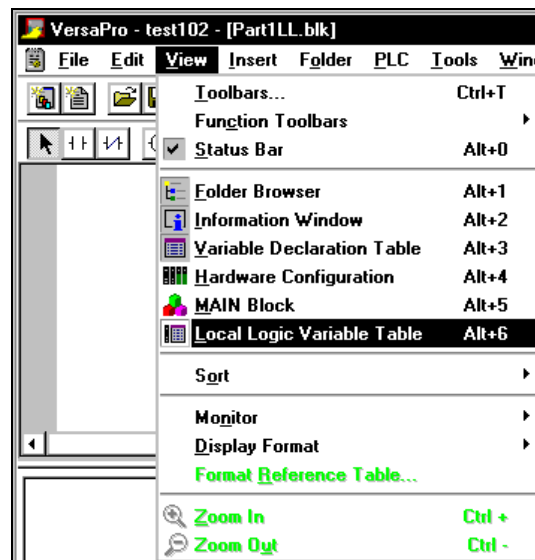 VersaPro - test102 - [Part1LL.blk]
File Edit View Insert Folder PLC Tools Win
Toolbars... Ctrl+T
Function Toolbars
Status Bar Alt+0
Folder Browser Alt+1
Information Window Alt+2
Variable Declaration Table Alt+3
Hardware Configuration Alt+4
MAIN Block Alt+5
Local Logic Variable Table Alt+6
Sort
Monitor
Display Format
Format Reference Table...
Zoom In Ctrl +
Zoom Out Ctrl -